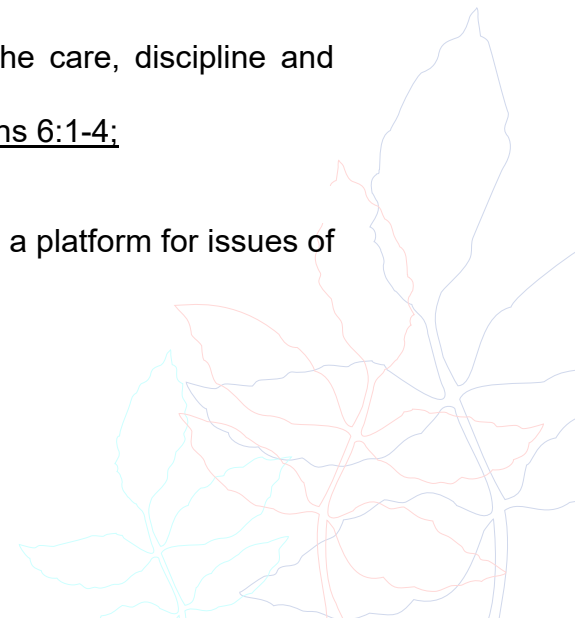 he care, discipline and
ns 6:1-4;
a platform for issues of